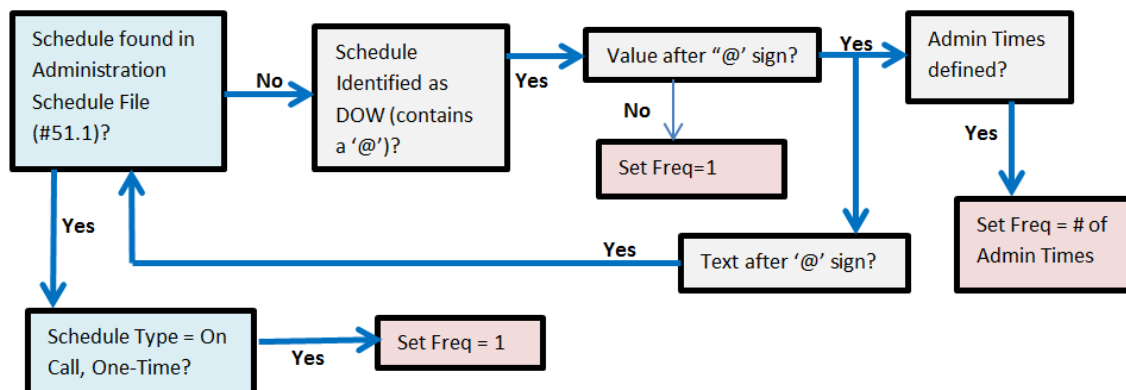 Schedule found in
Administration
Schedule File
(#51.1)?
No
Schedule
Identified as
DOW (contains
a ‘@’)?
Yes
Value after “@’ sign?
Yes
Admin Times
defined?
No
Set Freq=1
Yes
Set Freq = # of
Admin Times
Yes
Yes
Text after ‘@’ sign?
Schedule Type = On
Call, One-Time?
Yes
Set Freq = 1